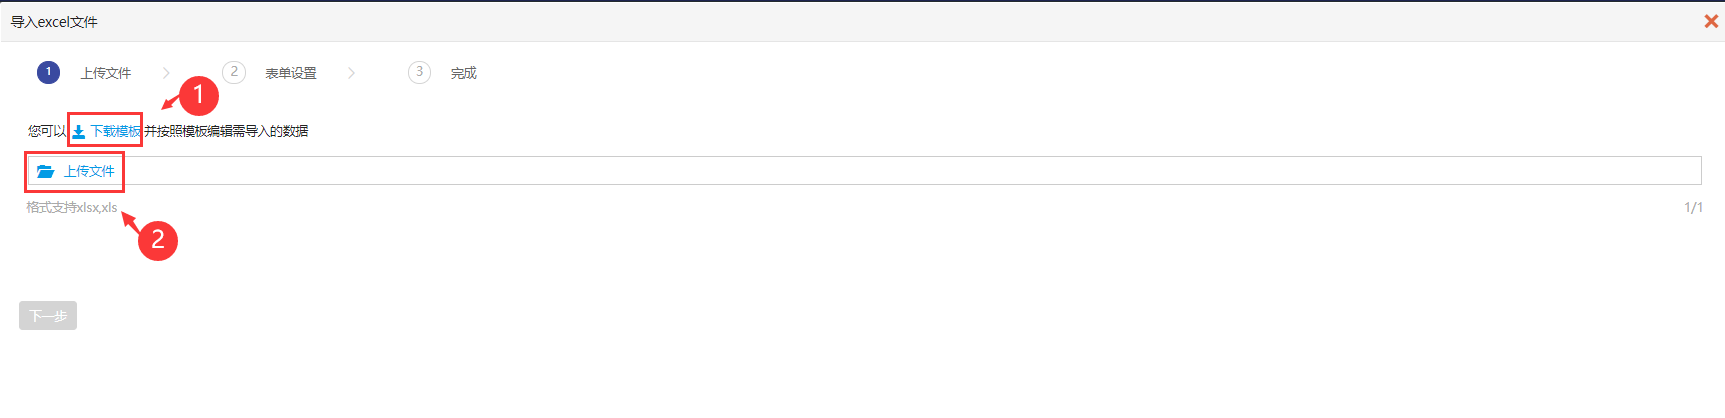 导入excel文件
1 上传文件 2 表单设置 3 完成
1
您可以 下载模板 并按照模板编辑需导入的数据
上传文件
格式支持xlsx,xls 1/1
2
下一步